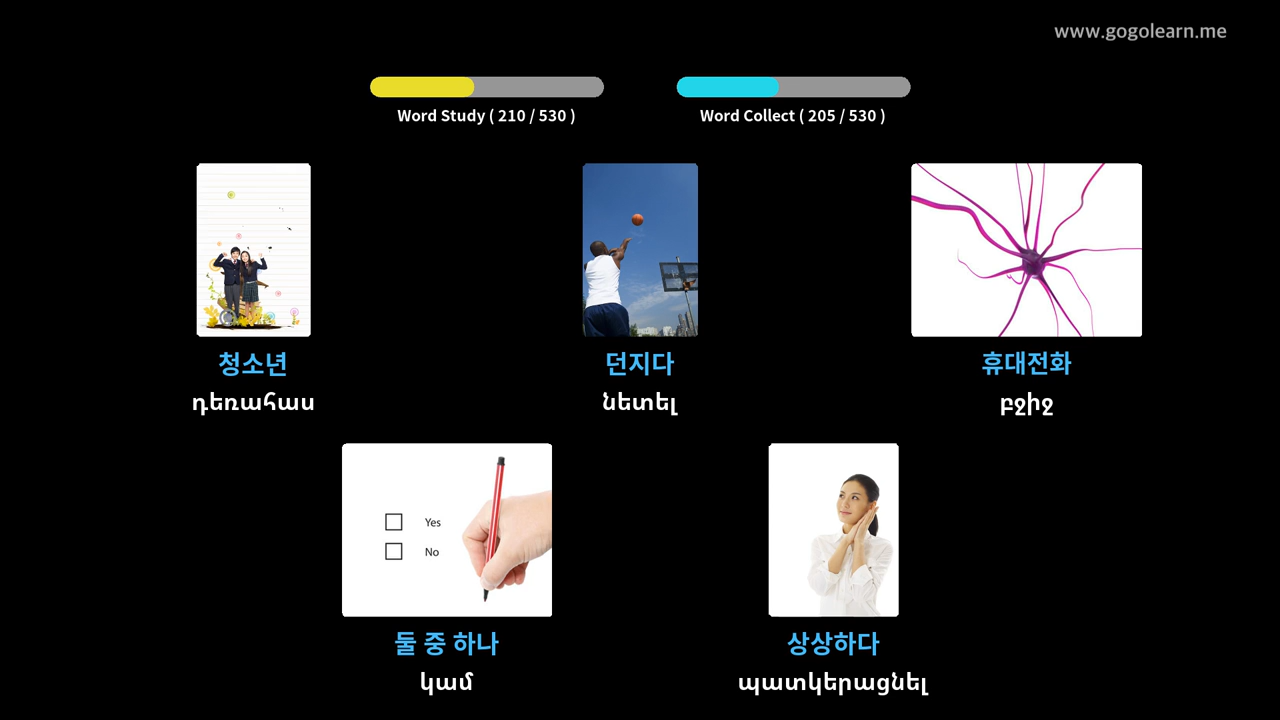 www.gogolearn.me
Word Study ( 210 / 530 )
Word Collect ( 205 / 530 )
청소년
դեռահաս
던지다
նետել
휴대전화
բջիջ
Yes
No
둘 중 하나
կամ
상상하다
պատկերացնել